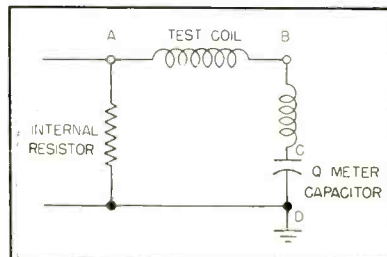 A
TEST COIL
B
INTERNAL
RESISTOR
C
Q METER
CAPACITOR
D